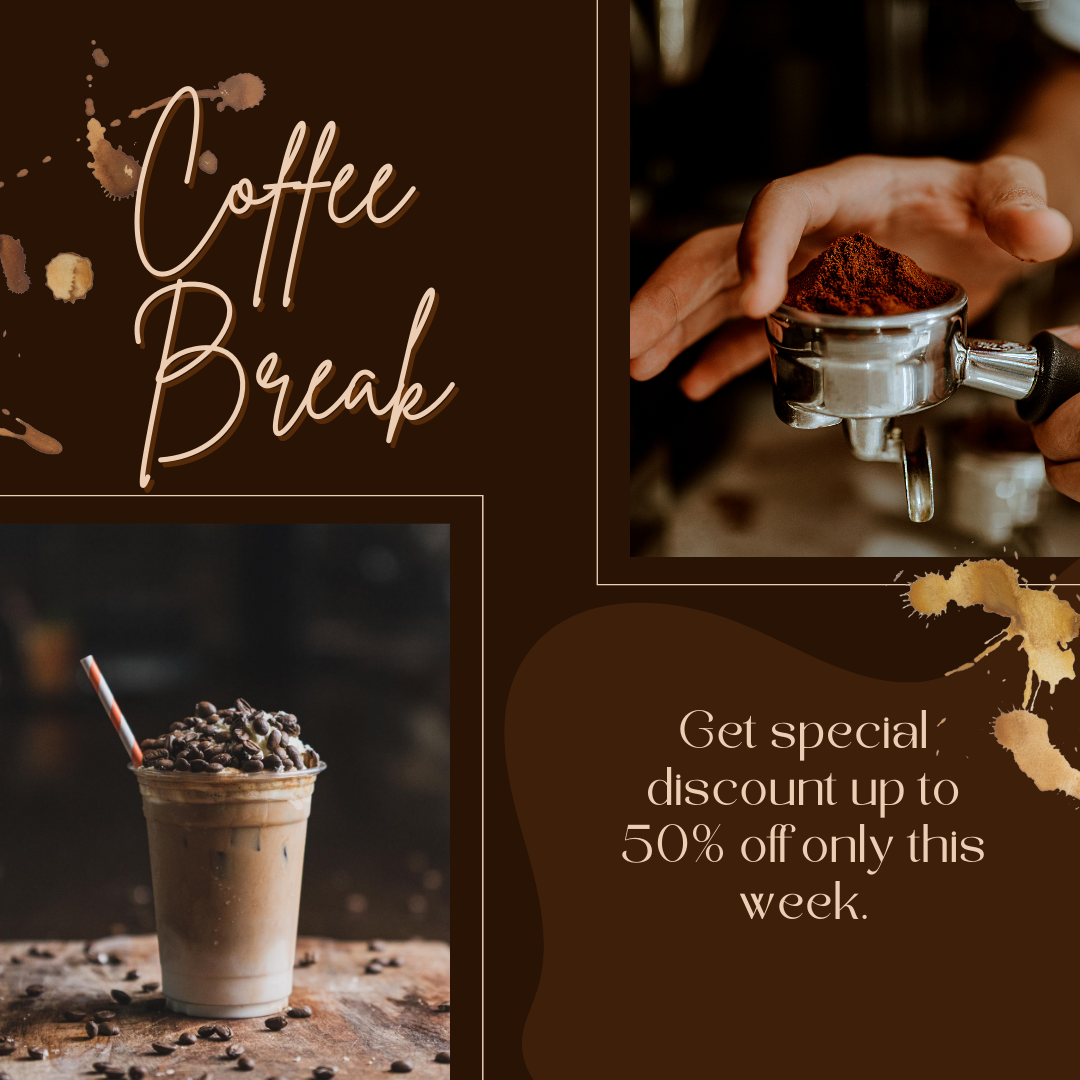 Coffee
Break
Get special
discount up to
50% off only this
week.